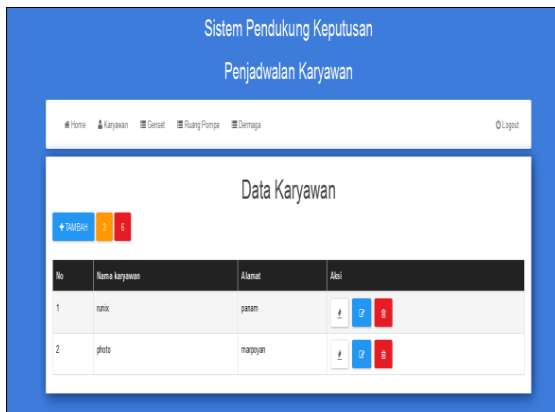 Sistem Pendukung Keputusan
Penjadwalan Karyawan
Home Karyawan Genset Ruang Pompa Dermaga Logout
Data Karyawan
+TAMBAH 3 6
No Nama karyawan Alamat Aksi
1 runix panam
2 photo marpoyan